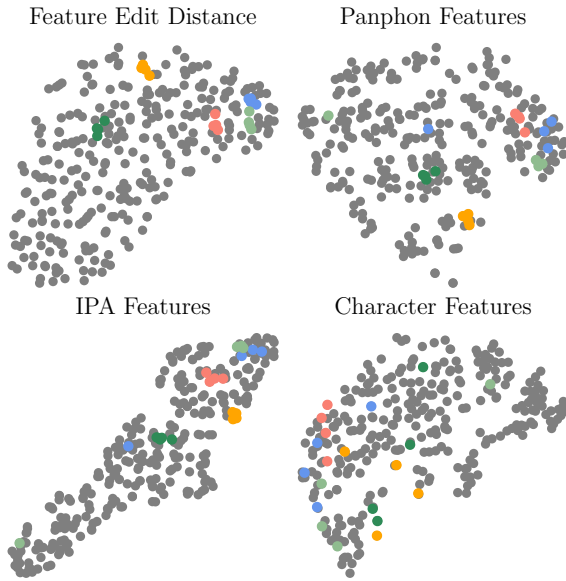 Feature Edit Distance
Panphon Features
IPA Features
Character Features